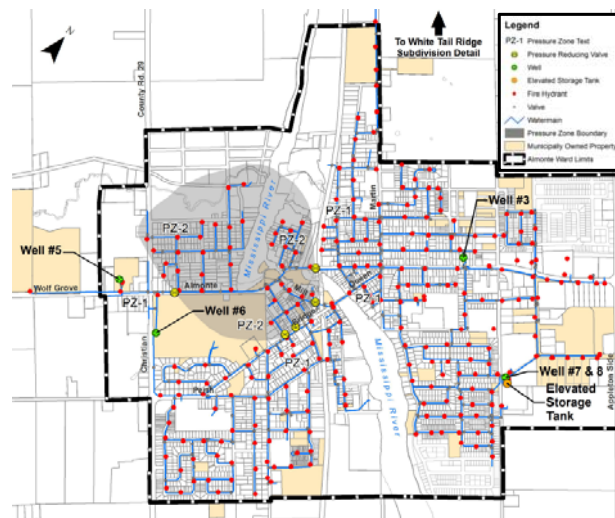 N
County Rd. 29
To White Tail Ridge
Subdivision Detail
Legend
PZ-1 Pressure Zone Text
Pressure Reducing Valve
Well
Elevated Storage Tank
Fire Hydrant
Valve
Watermain
Pressure Zone Boundary
Municipally Owned Property
Almonte Ward Limits
Mississippi River
PZ-1
Martin
Well #3
PZ-2
PZ-2
Well #5
Wolf Grove
PZ-1
Almonte
Queen
PZ-1
Well #6
PZ-2
Bridge
PZ-1
Christian
Mississippi River
Well #7 & 8
Elevated
Storage
Tank
Appleton Side